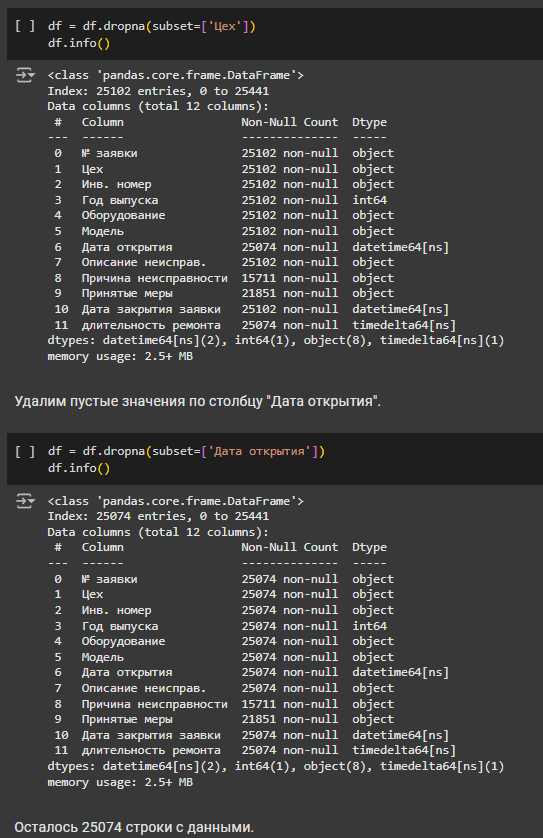 [ ] df = df.dropna(subset=['Цех'])
df.info()
<class 'pandas.core.frame.DataFrame'>
Index: 25102 entries, 0 to 25441
Data columns (total 12 columns):
 #   Column                Non-Null Count  Dtype
---  ------                --------------  -----
 0   № заявки              25102 non-null  object
 1   Цех                   25102 non-null  object
 2   Инв. номер            25102 non-null  object
 3   Год выпуска           25102 non-null  int64
 4   Оборудование          25102 non-null  object
 5   Модель                25102 non-null  object
 6   Дата открытия         25074 non-null  datetime64[ns]
 7   Описание неисправ.    25102 non-null  object
 8   Причина неисправности 15711 non-null  object
 9   Принятые меры         21851 non-null  object
 10  Дата закрытия заявки  25102 non-null  datetime64[ns]
 11  длительность ремонта  25074 non-null  timedelta64[ns]
dtypes: datetime64[ns](2), int64(1), object(8), timedelta64[ns](1)
memory usage: 2.5+ MB
Удалим пустые значения по столбцу "Дата открытия".
[ ] df = df.dropna(subset=['Дата открытия'])
df.info()
<class 'pandas.core.frame.DataFrame'>
Index: 25074 entries, 0 to 25441
Data columns (total 12 columns):
 #   Column                Non-Null Count  Dtype
---  ------                --------------  -----
 0   № заявки              25074 non-null  object
 1   Цех                   25074 non-null  object
 2   Инв. номер            25074 non-null  object
 3   Год выпуска           25074 non-null  int64
 4   Оборудование          25074 non-null  object
 5   Модель                25074 non-null  object
 6   Дата открытия         25074 non-null  datetime64[ns]
 7   Описание неисправ.    25074 non-null  object
 8   Причина неисправности 15711 non-null  object
 9   Принятые меры         21851 non-null  object
 10  Дата закрытия заявки  25074 non-null  datetime64[ns]
 11  длительность ремонта  25074 non-null  timedelta64[ns]
dtypes: datetime64[ns](2), int64(1), object(8), timedelta64[ns](1)
memory usage: 2.5+ MB
Осталось 25074 строки с данными.